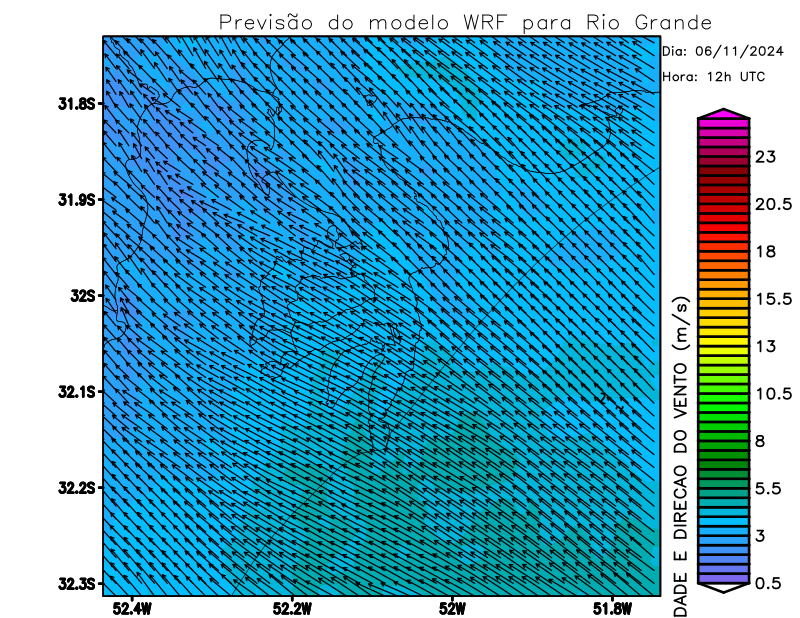 Previsão do modelo WRF para Rio Grande
Dia: 06/11/2024
Hora: 12h UTC
31.8S
31.9S
32S
32.1S
32.2S
32.3S
52.4W
52.2W
52W
51.8W
DADE E DIRECAO DO VENTO (m/s)
23
20.5
18
15.5
13
10.5
8
5.5
3
0.5